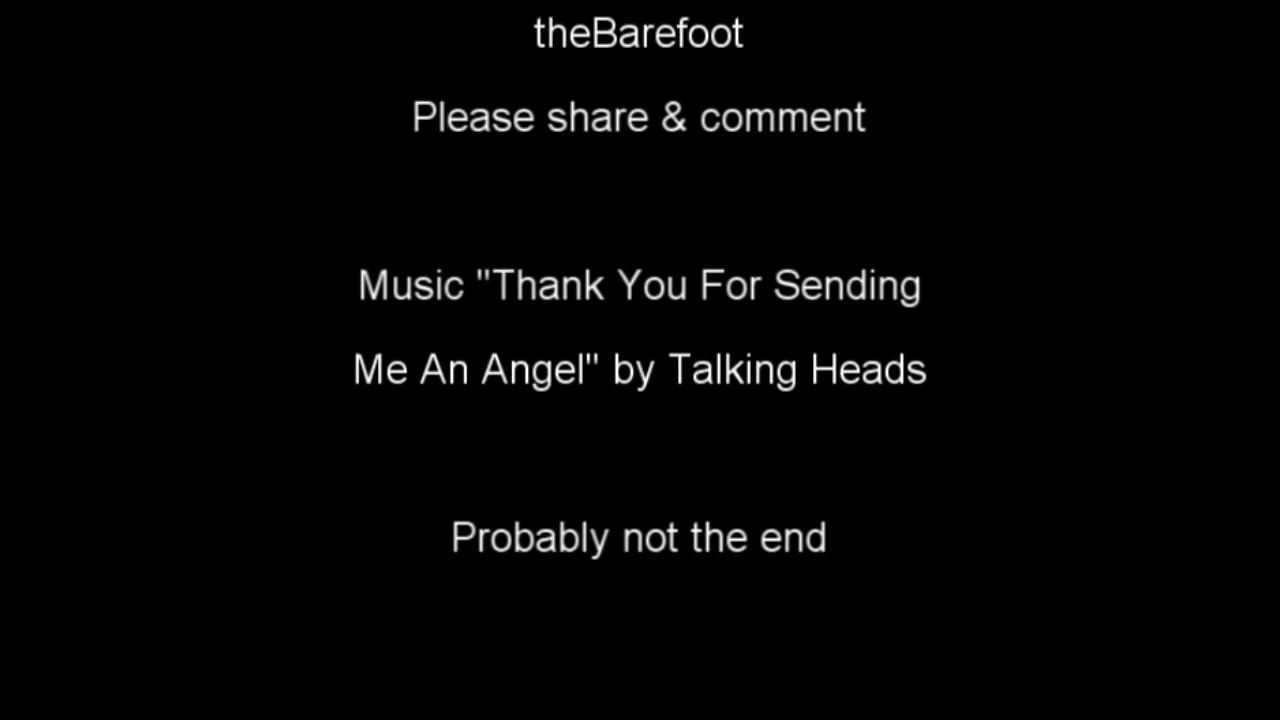 theBarefoot
Please share & comment
Music "Thank You For Sending
Me An Angel" by Talking Heads
Probably not the end